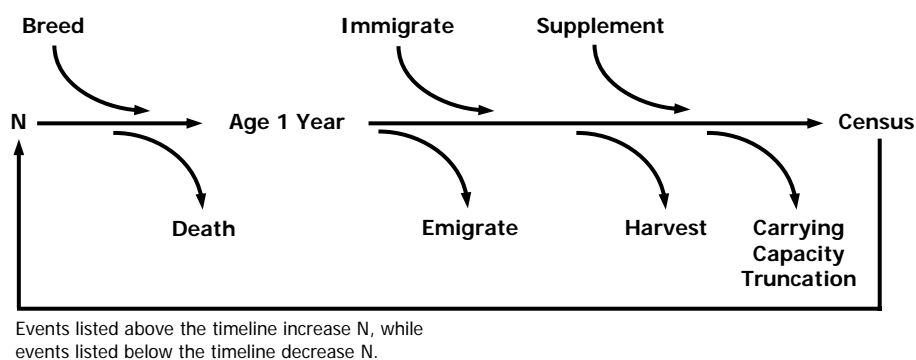 Breed
Immigrate
Supplement
N
Age 1 Year
Census
Death
Emigrate
Harvest
Carrying
Capacity
Truncation
Events listed above the timeline increase N, while
events listed below the timeline decrease N.